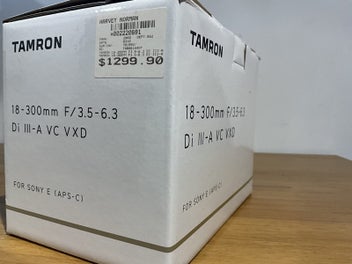 HARVEY NORMAN
$1299.90
TAMRON
18-300mm F/3.5-6.3
Di III-A VC VXD
FOR SONY E (APS-C)
TAMRON
18-300mm F/3.5-6.3
Di III-A VC VXD
FOR SONY E (APS-C)